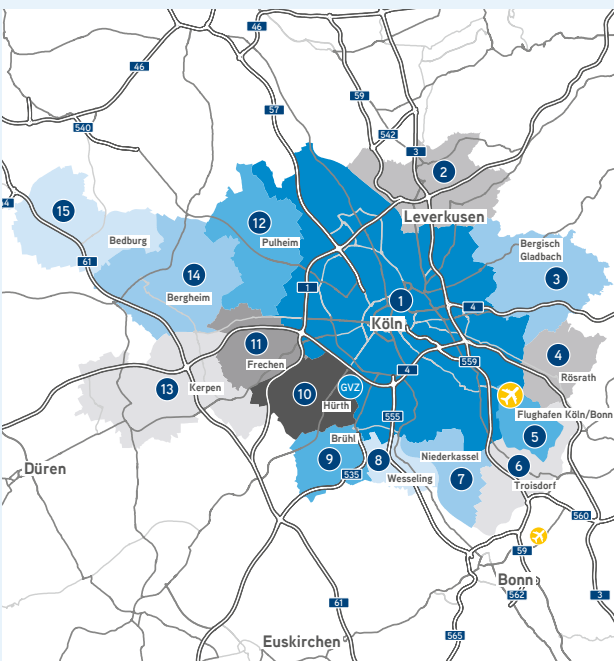 46
46
57
59
540
542
3
2
Leverkusen
15
12
Bedburg
Pulheim
Bergisch
Gladbach
61
14
3
Bergheim
1
1
4
Köln
11
4
559
Frechen
4
Rösrath
13
Kerpen
10
GVZ
Hürth
555
Flughafen Köln/Bonn
5
Brühl
9
8
Niederkassel
6
Düren
535
Wesseling
7
Troisdorf
560
59
Bonn
562
3
61
565
Euskirchen